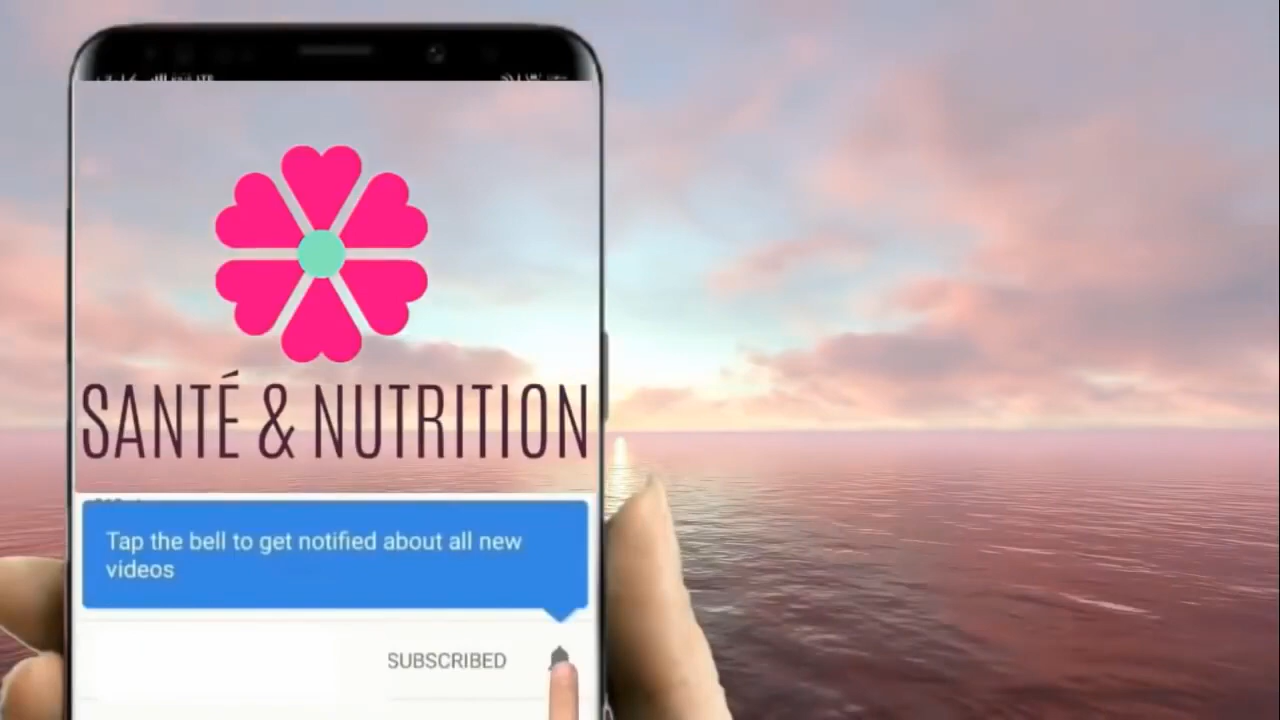 SANTÉ & NUTRITION
Tap the bell to get notified about all new
videos
SUBSCRIBED